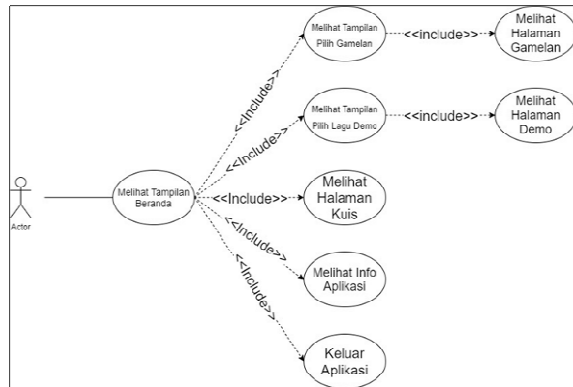 Melihat Tampilan
Pilih Gamelan
<<include>>
Melihat
Halaman
Gamelan
<<Include>>
Melihat Tampilan
Pilih Lagu Demo
<<include>>
Melihat
Halaman
Demo
<<Include>>
Actor
Melihat Tampilan
Beranda
<<Include>>
Melihat
Halaman
Kuis
<<Include>>
Melihat Info
Aplikasi
<<Include>>
Keluar
Aplikasi